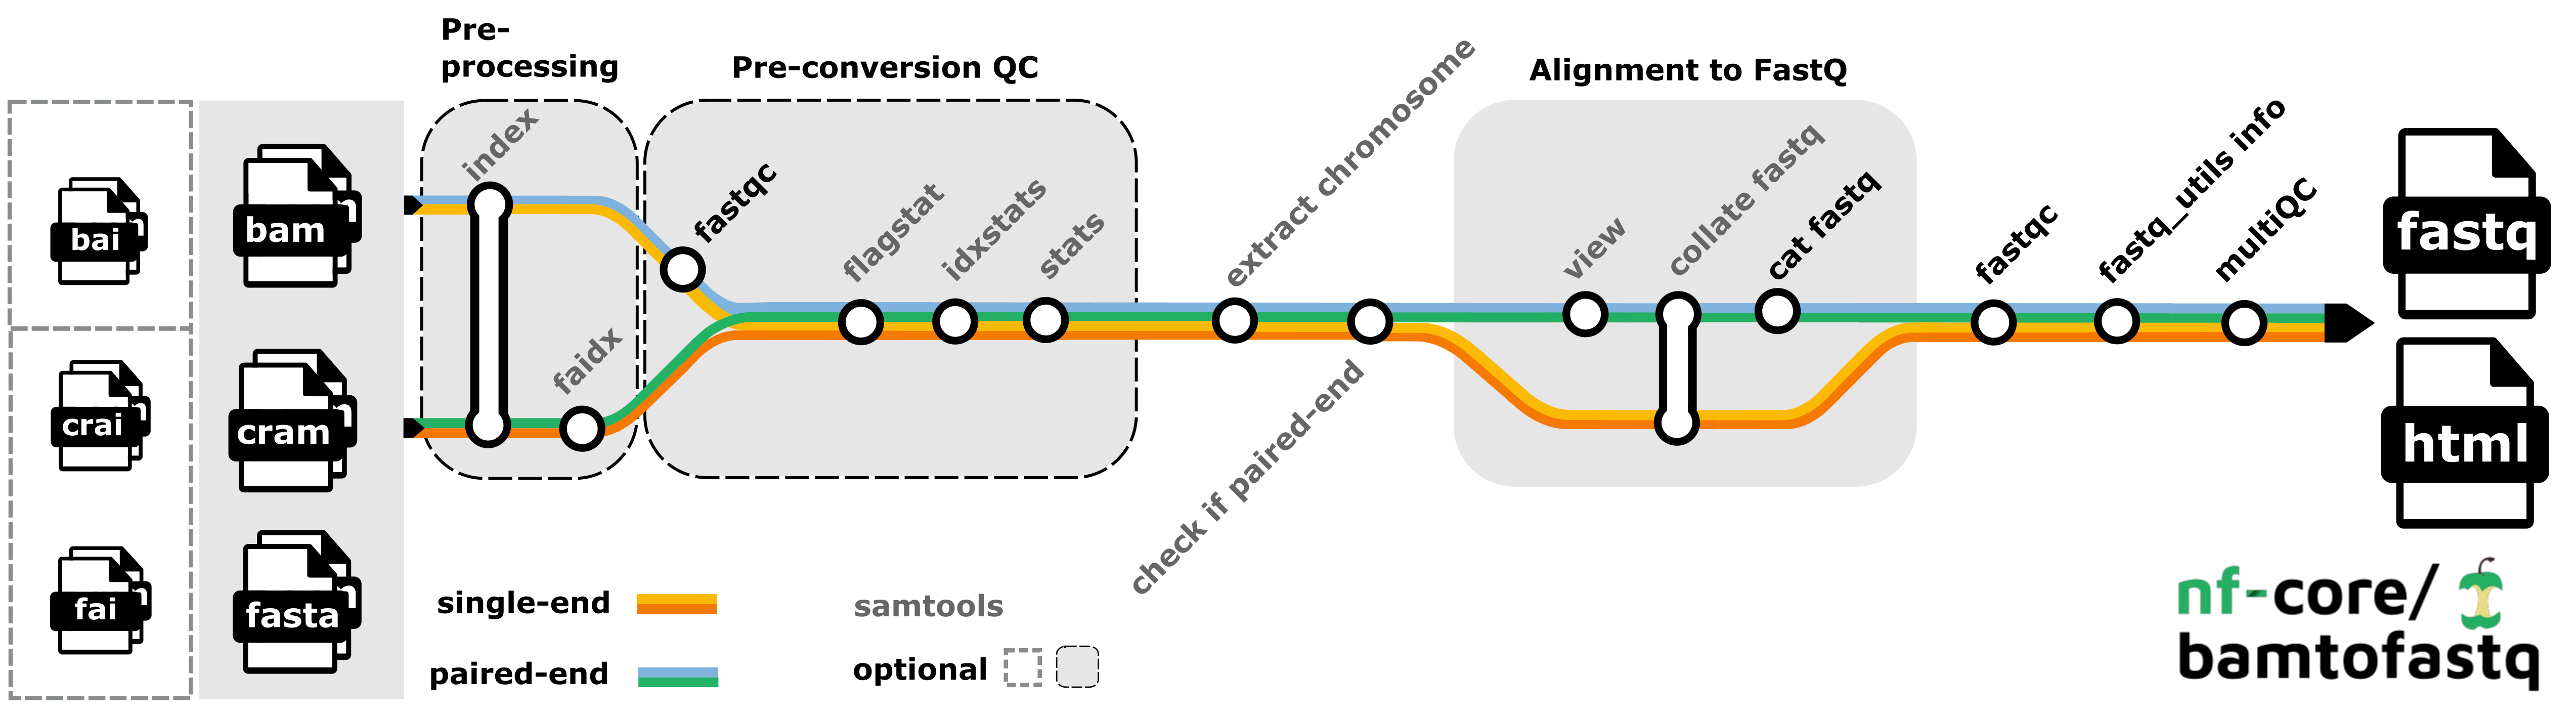 Pre-
processing
Pre-conversion QC
Alignment to FastQ
bai
crai
fai
bam
cram
fasta
index
faidx
fastqc
flagstat
idxstats
stats
extract chromosome
check if paired-end
view
collate fastq
cat fastq
fastqc
fastq_utils info
multiQC
fastq
html
single-end
paired-end
samtools
optional
nf-core/
bamtofastq